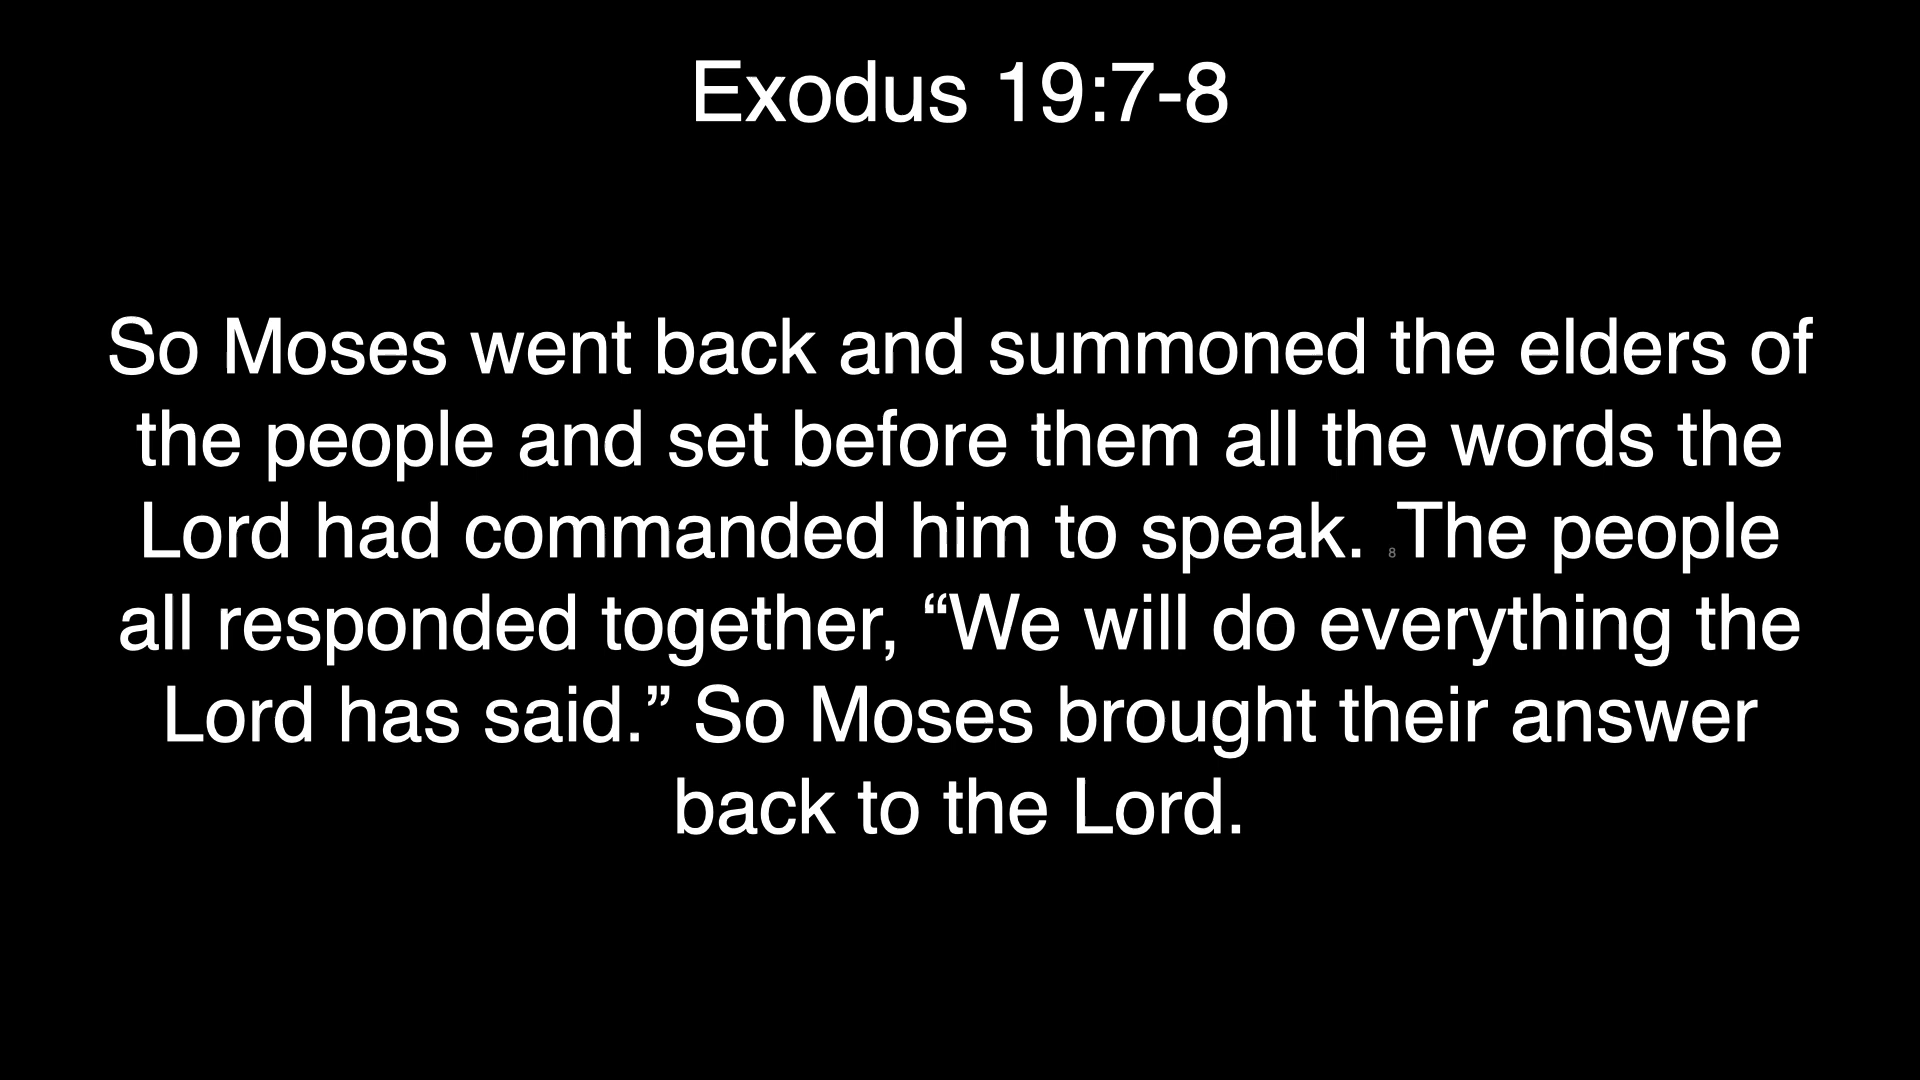 Exodus 19:7-8
So Moses went back and summoned the elders of
the people and set before them all the words the
Lord had commanded him to speak. 8 The people
all responded together, “We will do everything the
Lord has said.” So Moses brought their answer
back to the Lord.